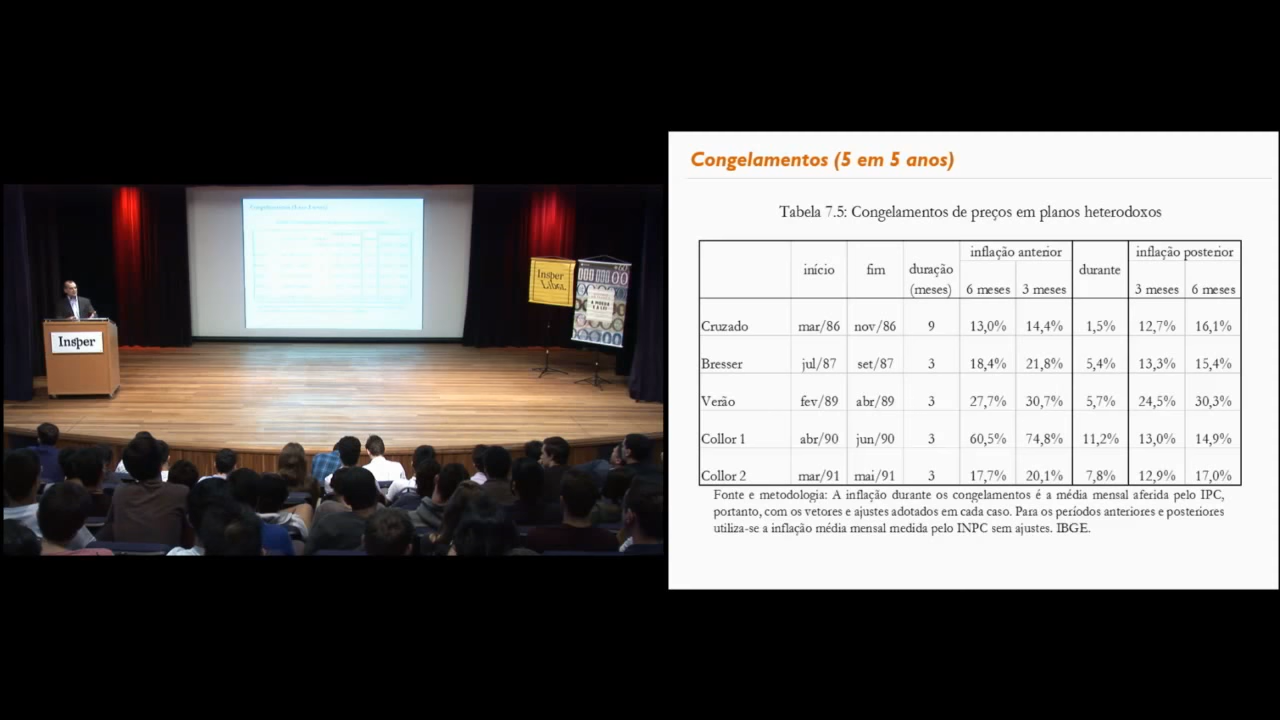 Congelamentos (5 em 5 anos)
Tabela 7.5: Congelamentos de preços em planos heterodoxos
início fim duração (meses) inflação anterior durante inflação posterior
6 meses 3 meses 3 meses 6 meses
Cruzado mar/86 nov/86 9 13,0% 14,4% 1,5% 12,7% 16,1%
Bresser jul/87 set/87 3 18,4% 21,8% 5,4% 13,3% 15,4%
Verão fev/89 abr/89 3 27,7% 30,7% 5,7% 24,5% 30,3%
Collor 1 abr/90 jun/90 3 60,5% 74,8% 11,2% 13,0% 14,9%
Collor 2 mar/91 mai/91 3 17,7% 20,1% 7,8% 12,9% 17,0%
Fonte e metodologia: A inflação durante os congelamentos é a média mensal aferida pelo IPC,
portanto, com os vetores e ajustes adotados em cada caso. Para os períodos anteriores e posteriores
utiliza-se a inflação média mensal medida pelo INPC sem ajustes. IBGE.
Insper
Insper